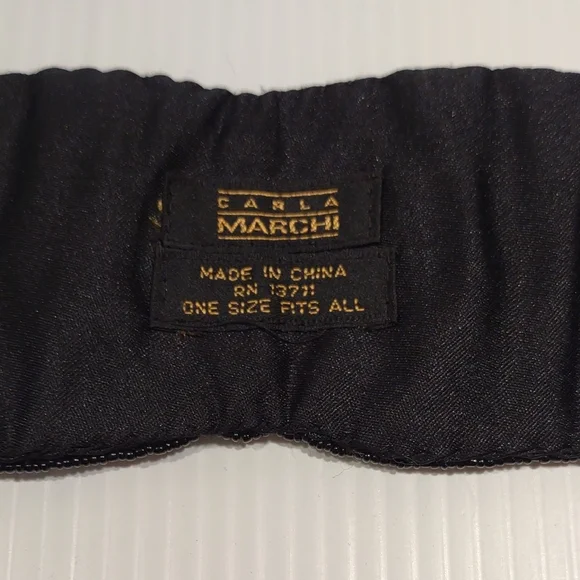 CARLA
MARCHI
MADE IN CHINA
RN 13711
ONE SIZE FITS ALL